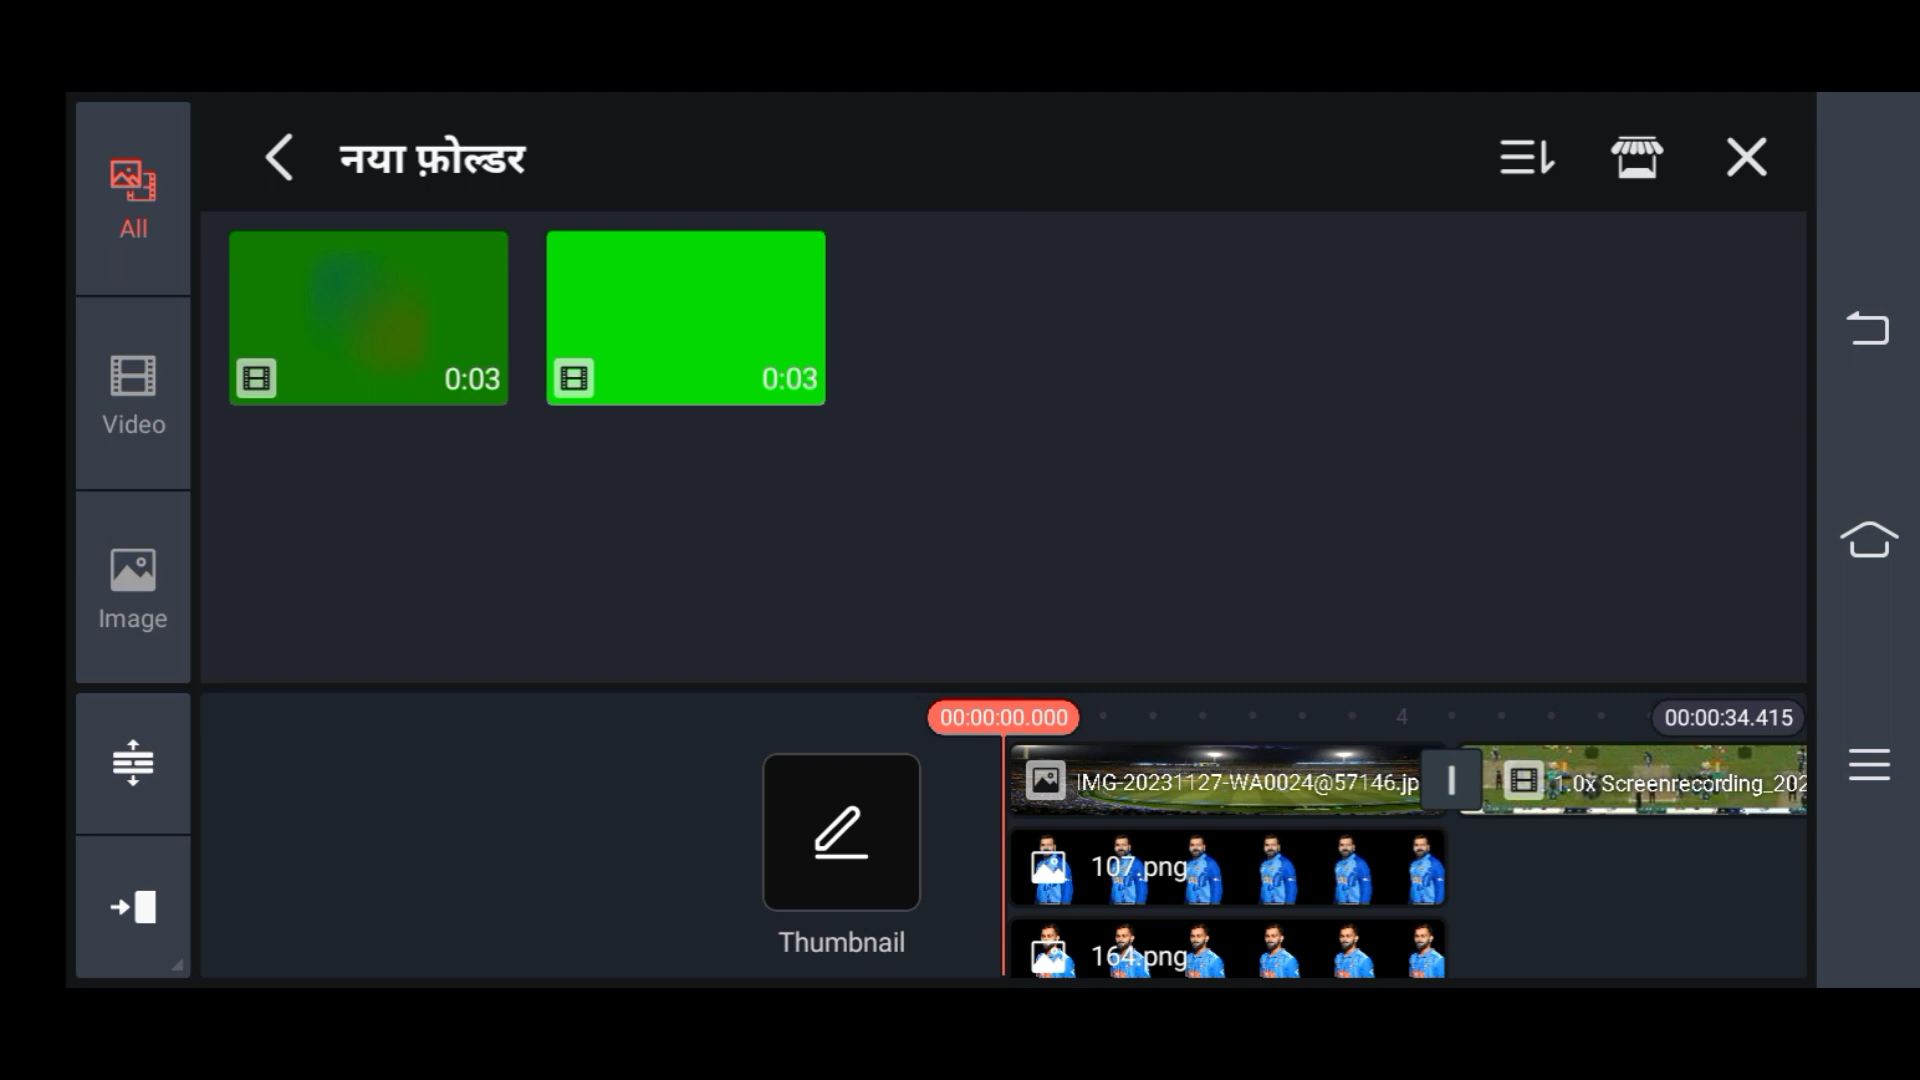 All
नया फ़ोल्डर
0:03
0:03
Video
Image
00:00:00.000
4
00:00:34.415
IMG-20231127-WA0024@57146.jp
1.0x Screenrecording_202
107.png
164.png
Thumbnail